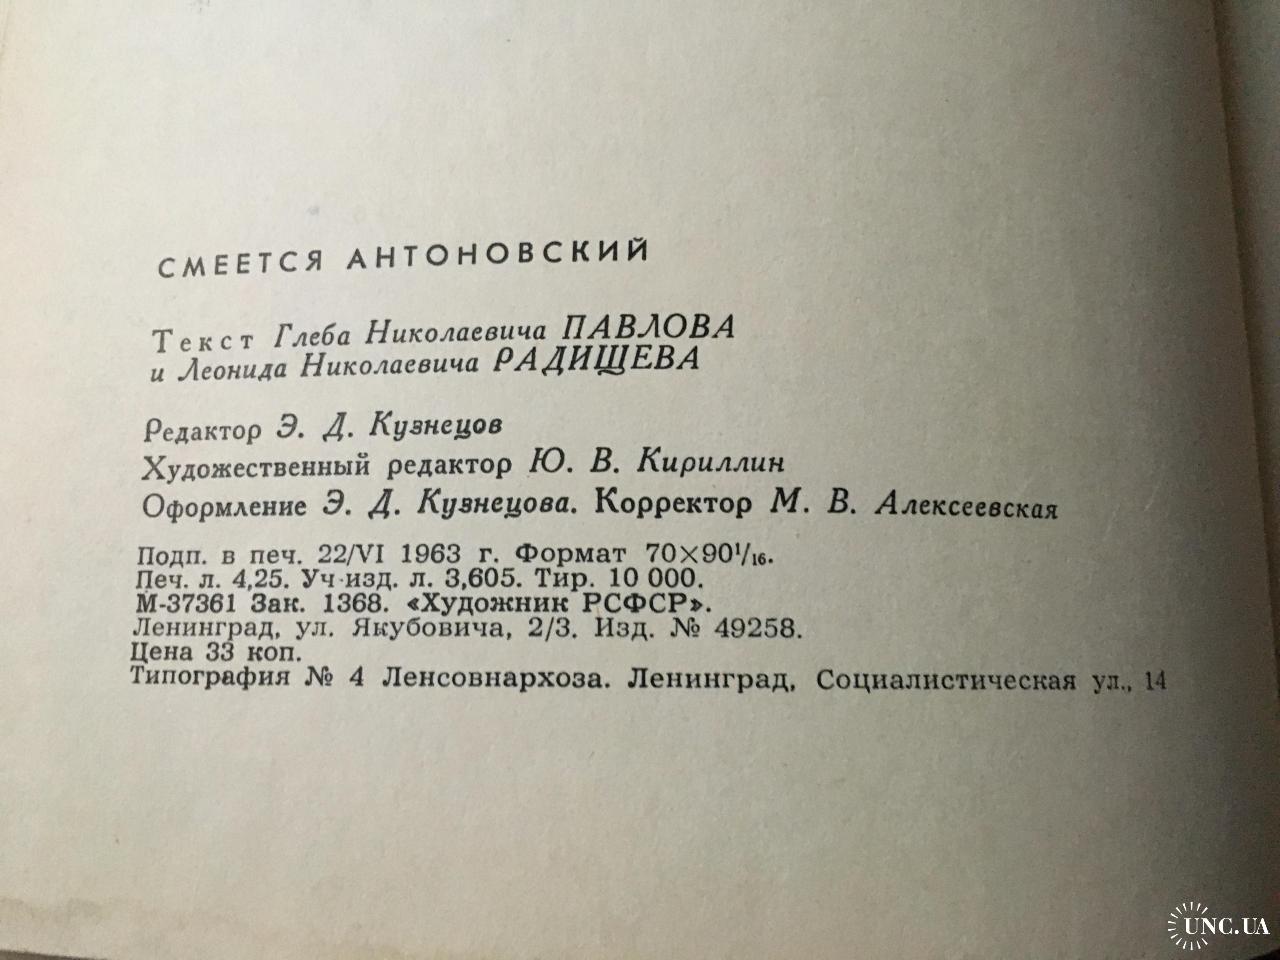 СМЕЕТСЯ АНТОНОВСКИЙ
Текст Глеба Николаевича ПАВЛОВА
и Леонида Николаевича РАДИЩЕВА
Редактор Э. Д. Кузнецов
Художественный редактор Ю. В. Кириллин
Оформление Э. Д. Кузнецова. Корректор М. В. Алексеевская
Подп. в печ. 22/VI 1963 г. Формат 70×90¹/₁₆.
Печ. л. 4,25. Уч-изд. л. 3,605. Тир. 10 000.
М-37361 Зак. 1368. «Художник РСФСР».
Ленинград, ул. Якубовича, 2/3. Изд. № 49258.
Цена 33 коп.
Типография № 4 Ленсовнархоза. Ленинград, Социалистическая ул., 14
UNC.UA